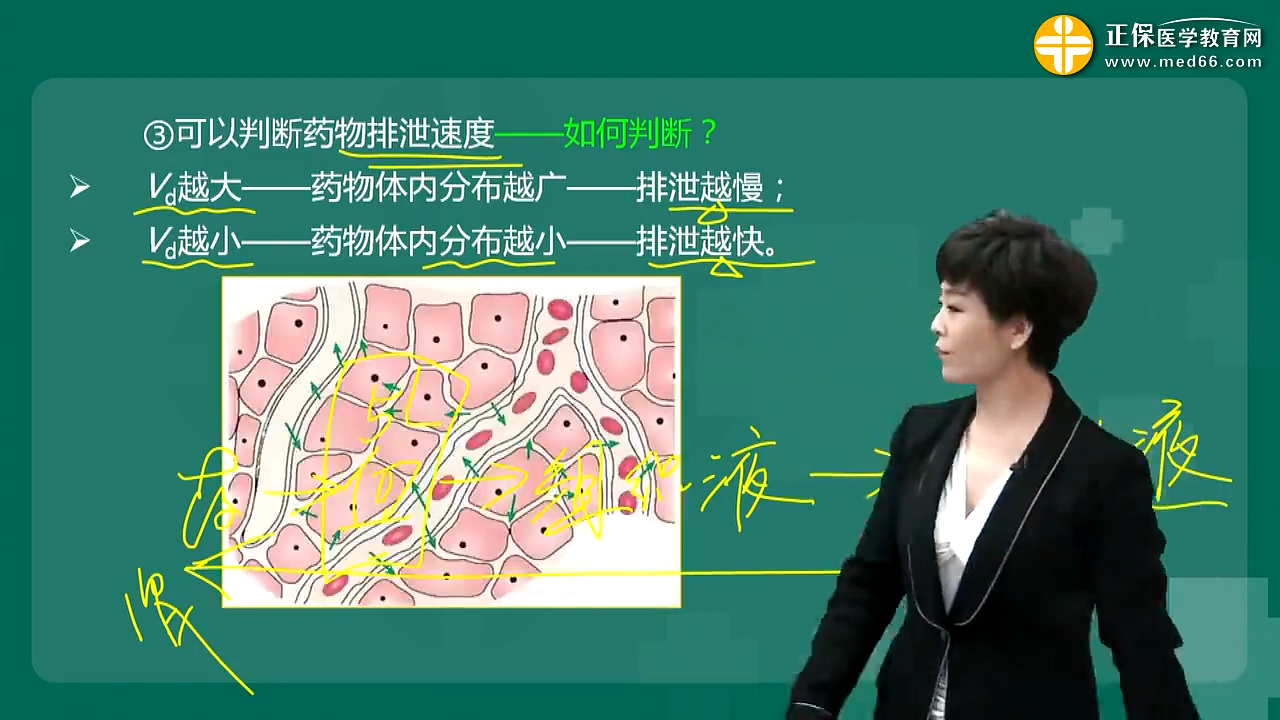 正保医学教育网
www.med66.com
③可以判断药物排泄速度——如何判断？
➢ Vd越大——药物体内分布越广——排泄越慢；
➢ Vd越小——药物体内分布越小——排泄越快。
药→血→组织液→
液
慢